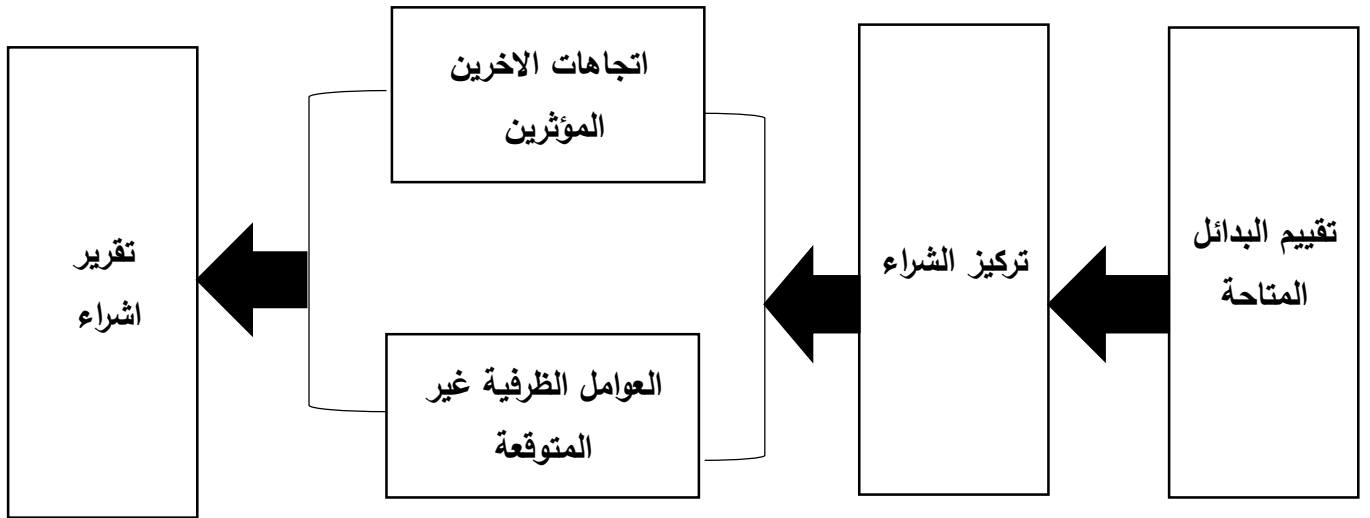 تقييم البدائل
المتاحة
تركيز الشراء
اتجاهات الاخرين
المؤثرين
العوامل الظرفية غير
المتوقعة
تقرير
اشراء